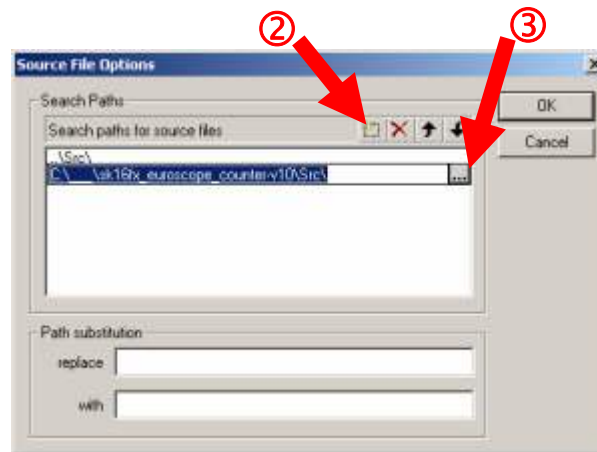 ② ③
Source File Options
Search Paths
OK
Search paths for source files
Cancel
..\Src\
C:\___\sk16fx_euroscope_counter-v10\Src\
...
Path substitution
replace
with